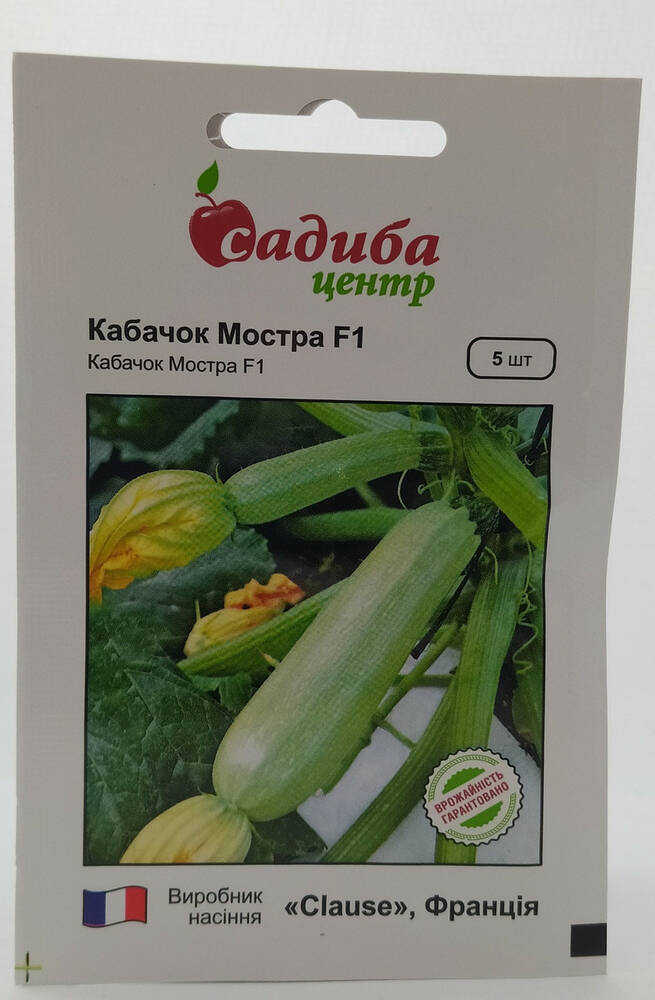 садиба
центр
Кабачок Мостра F1
Кабачок Мостра F1
5 шт
ВРОЖАЙНІСТЬ
ГАРАНТОВАНО
Виробник
насіння
«Clause», Франція